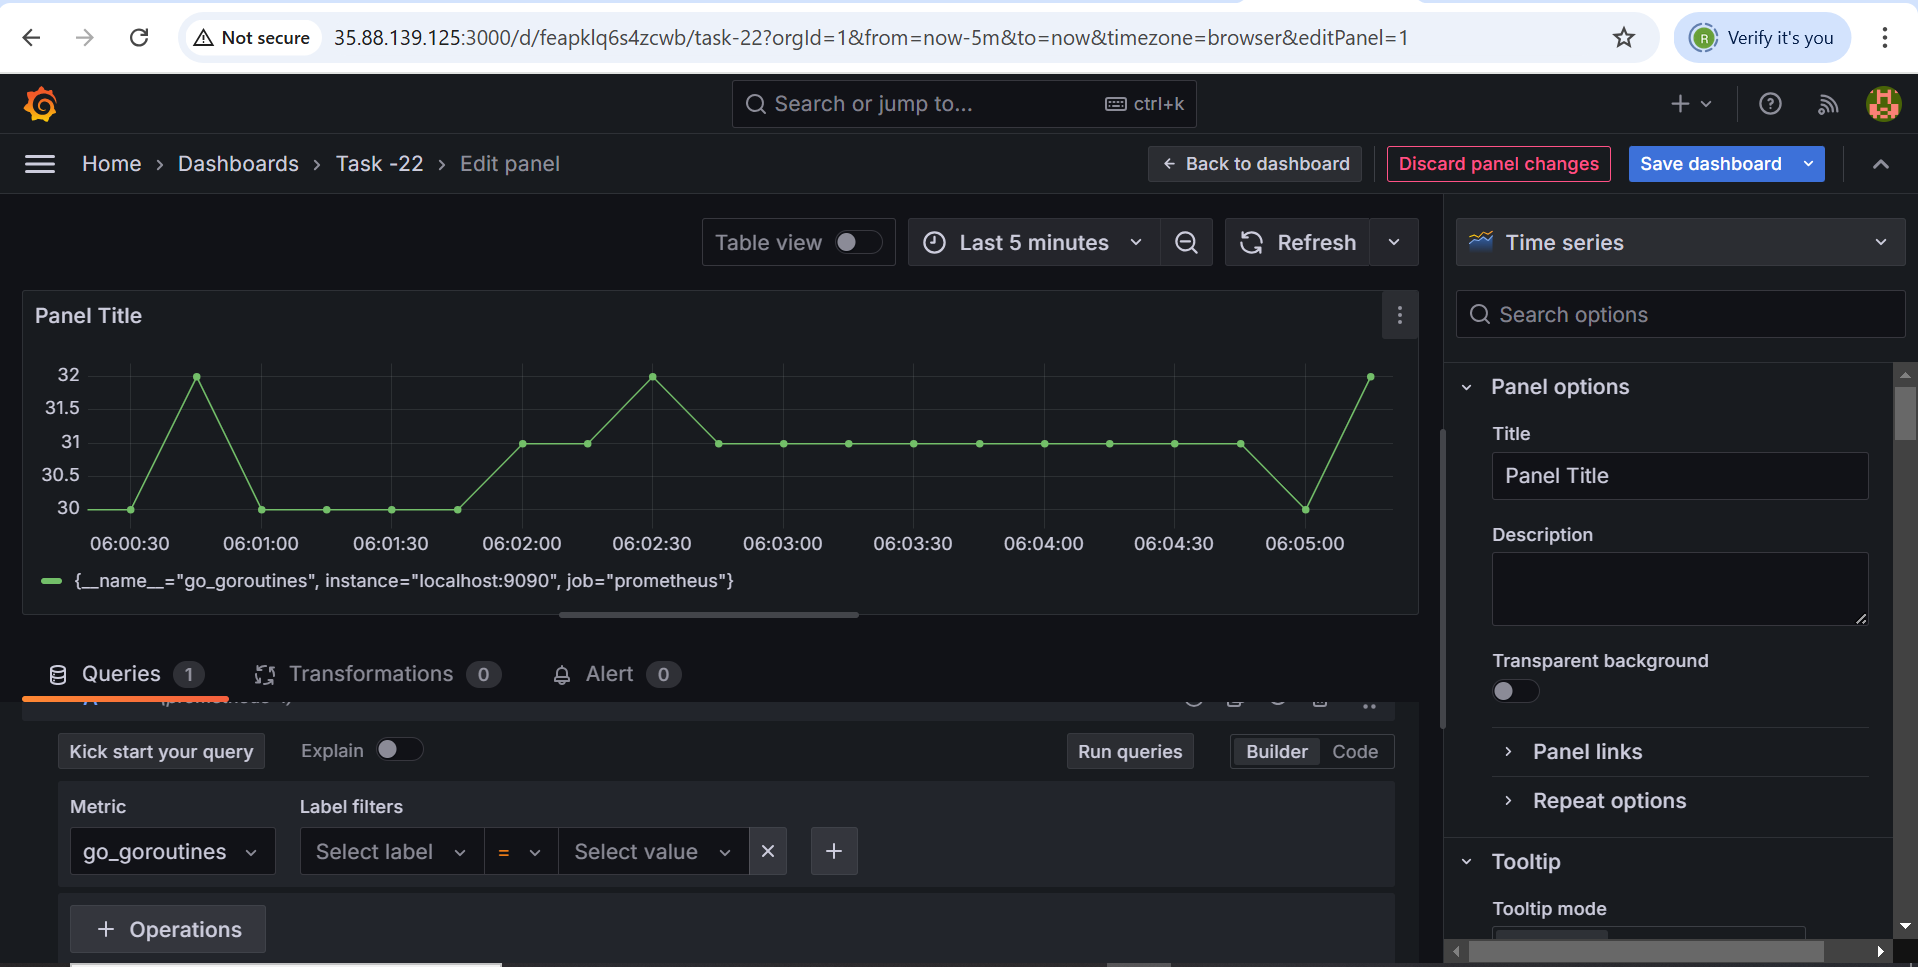 Not secure 35.88.139.125:3000/d/feapklq6s4zcwb/task-22?orgId=1&from=now-5m&to=now&timezone=browser&editPanel=1
R Verify it's you
Search or jump to... ctrl+k
Home › Dashboards › Task -22 › Edit panel
Back to dashboard
Discard panel changes
Save dashboard
Table view
Last 5 minutes
Refresh
Time series
Panel Title
Search options
32
31.5
31
30.5
30
06:00:30 06:01:00 06:01:30 06:02:00 06:02:30 06:03:00 06:03:30 06:04:00 06:04:30 06:05:00
{__name__="go_goroutines", instance="localhost:9090", job="prometheus"}
Panel options
Title
Panel Title
Description
Transparent background
Panel links
Repeat options
Tooltip
Tooltip mode
Queries 1
Transformations 0
Alert 0
Kick start your query
Explain
Run queries
Builder Code
Metric
Label filters
go_goroutines
Select label
=
Select value
+ Operations